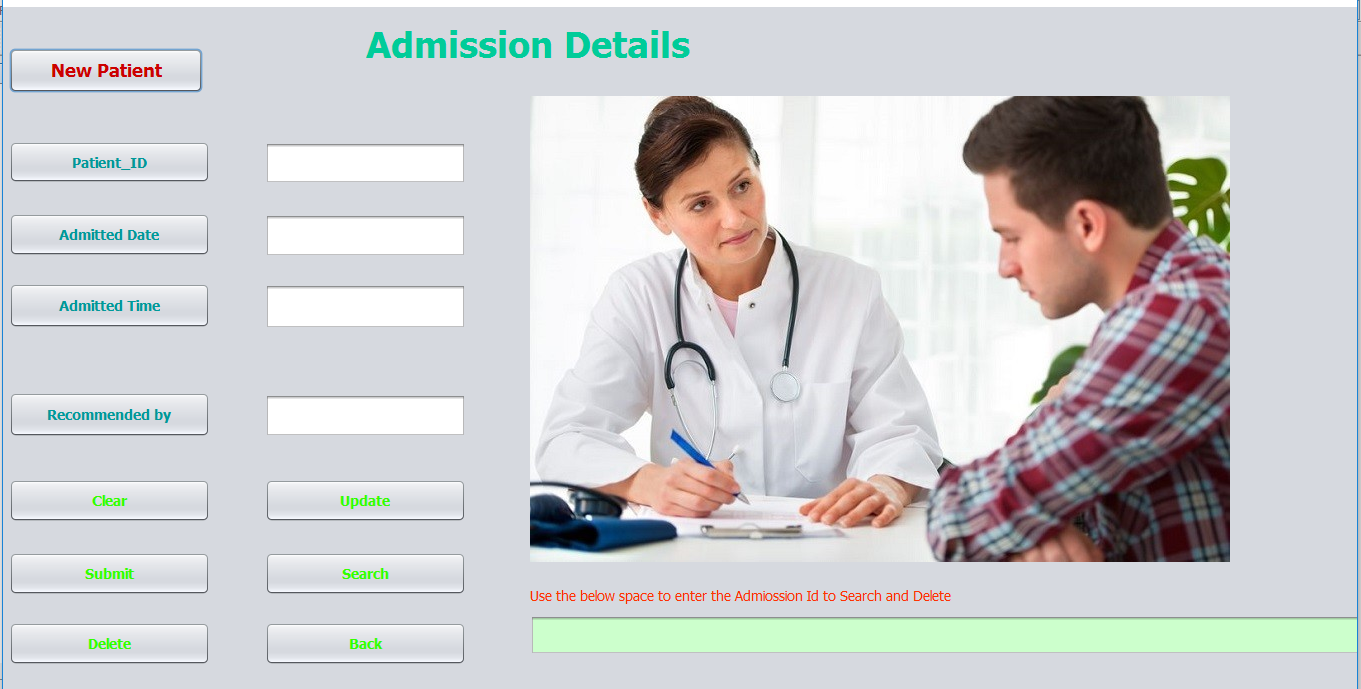 Admission Details
New Patient
Patient_ID
Admitted Date
Admitted Time
Recommended by
Clear
Update
Submit
Search
Use the below space to enter the Admiossion Id to Search and Delete
Delete
Back